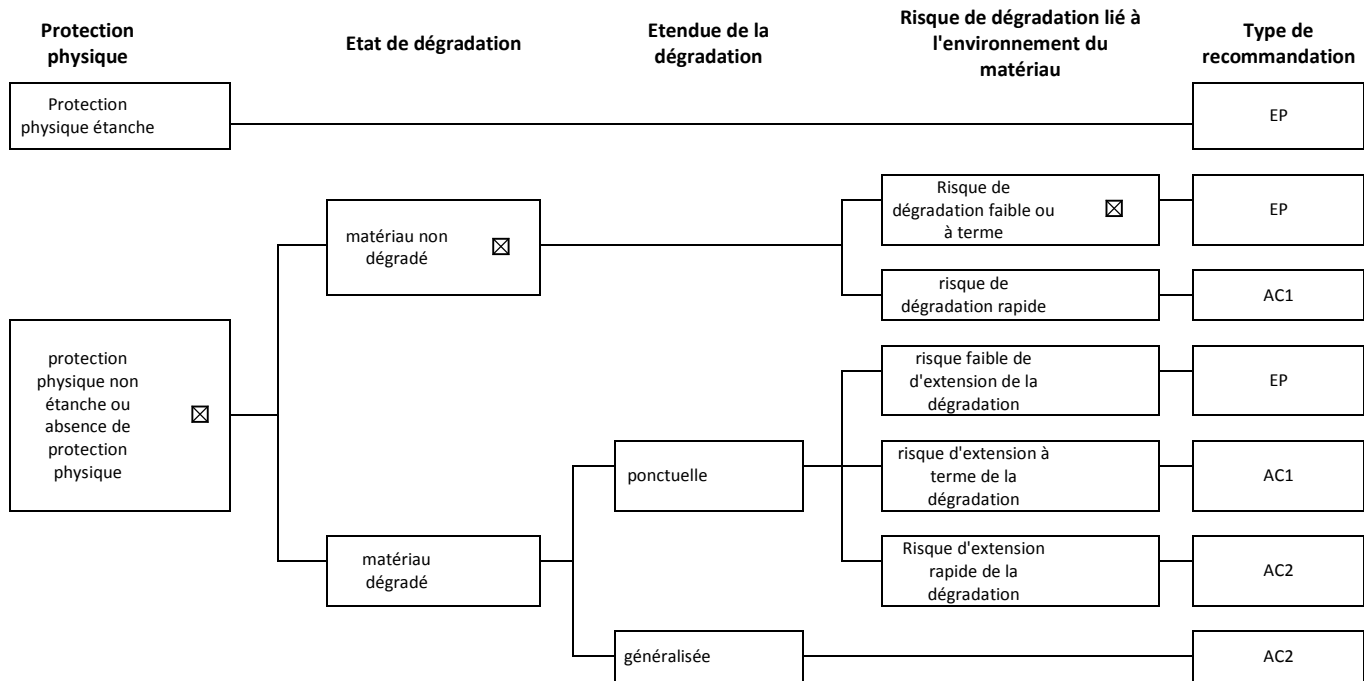 Protection
physique
Etat de dégradation
Etendue de la
dégradation
Risque de dégradation lié à
l'environnement du
matériau
Type de
recommandation
Protection
physique étanche
EP
protection
physique non
étanche ou
absence de
protection
physique
☒
matériau non
dégradé
☒
Risque de
dégradation faible ou
à terme
☒
EP
risque de
dégradation rapide
AC1
matériau
dégradé
ponctuelle
risque faible de
d'extension de la
dégradation
EP
risque d'extension à
terme de la
dégradation
AC1
Risque d'extension
rapide de la
dégradation
AC2
généralisée
AC2